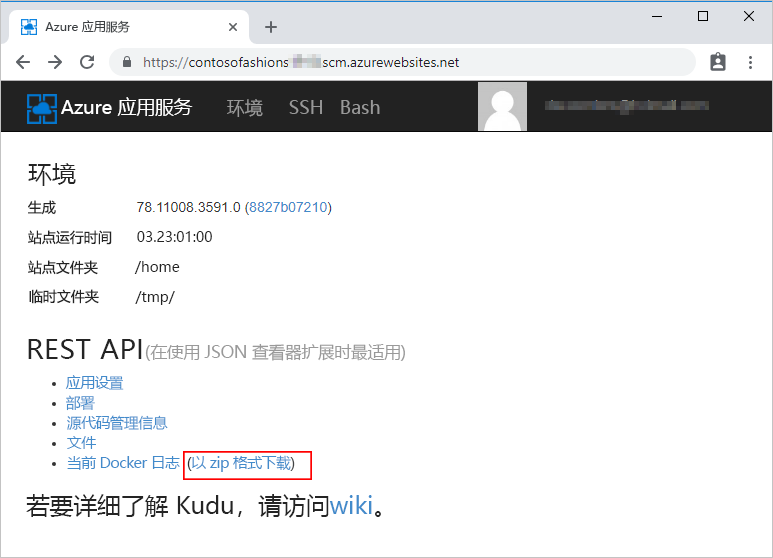 Azure 应用服务
https://contosofashions scm.azurewebsites.net
Azure 应用服务 环境 SSH Bash
环境
生成 78.11008.3591.0 (8827b07210)
站点运行时间 03.23:01:00
站点文件夹 /home
临时文件夹 /tmp/
REST API(在使用 JSON 查看器扩展时最适用)
应用设置
部署
源代码管理信息
文件
当前 Docker 日志 (以 zip 格式下载)
若要详细了解 Kudu，请访问wiki。